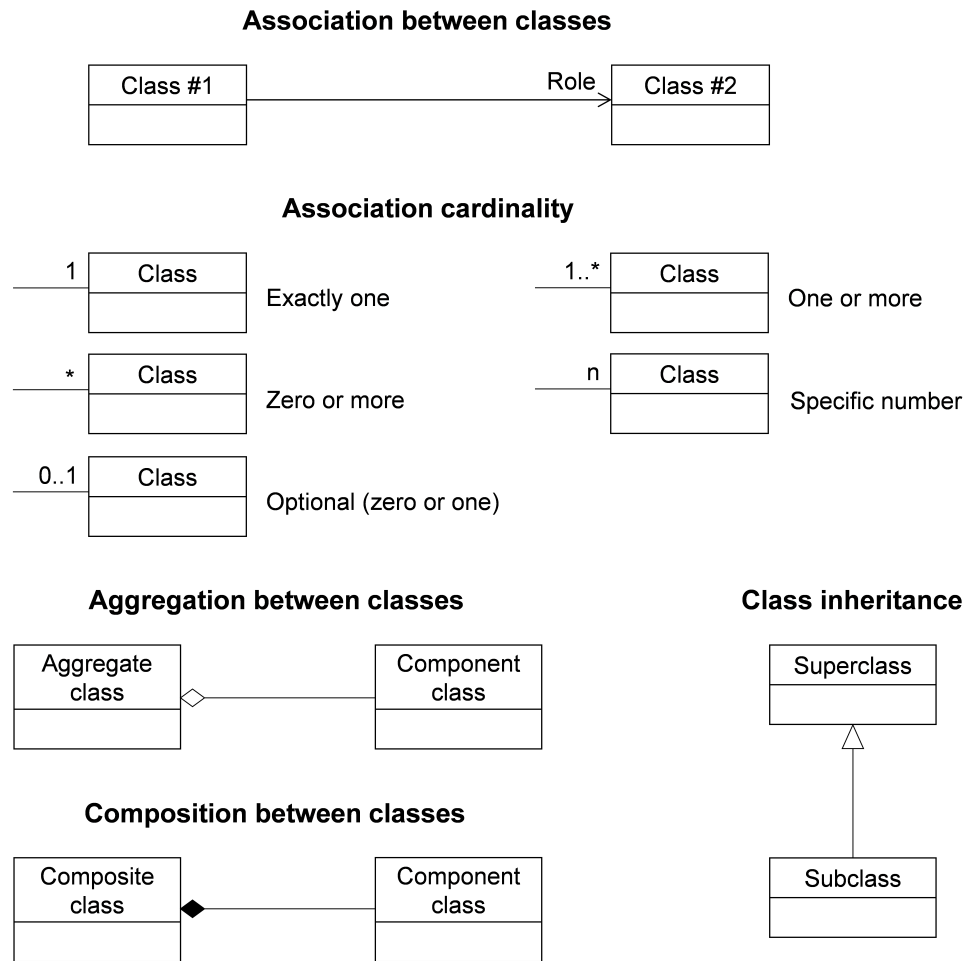 Association between classes
Class #1
Role
Class #2
Association cardinality
1
Class
Exactly one
1..*
Class
One or more
*
Class
Zero or more
n
Class
Specific number
0..1
Class
Optional (zero or one)
Aggregation between classes
Class inheritance
Aggregate
class
Component
class
Superclass
Composition between classes
Composite
class
Component
class
Subclass